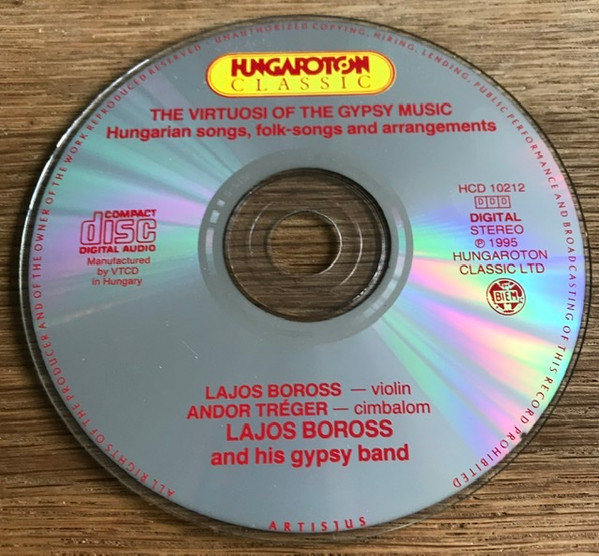 HUNGAROTON
CLASSIC
THE VIRTUOSI OF THE GYPSY MUSIC
Hungarian songs, folk-songs and arrangements
COMPACT
disc
DIGITAL AUDIO
Manufactured
by VTCD
in Hungary
HCD 10212
DDD
DIGITAL
STEREO
℗ 1995
HUNGAROTON
CLASSIC LTD
BIEM
LAJOS BOROSS — violin
ANDOR TRÉGER — cimbalom
LAJOS BOROSS
and his gypsy band
ALL RIGHTS OF THE PRODUCER AND OF THE OWNER OF THE WORK REPRODUCED RESERVED · UNAUTHORIZED COPYING, HIRING, LENDING, PUBLIC PERFORMANCE AND BROADCASTING OF THIS RECORD PROHIBITED
ARTISJUS